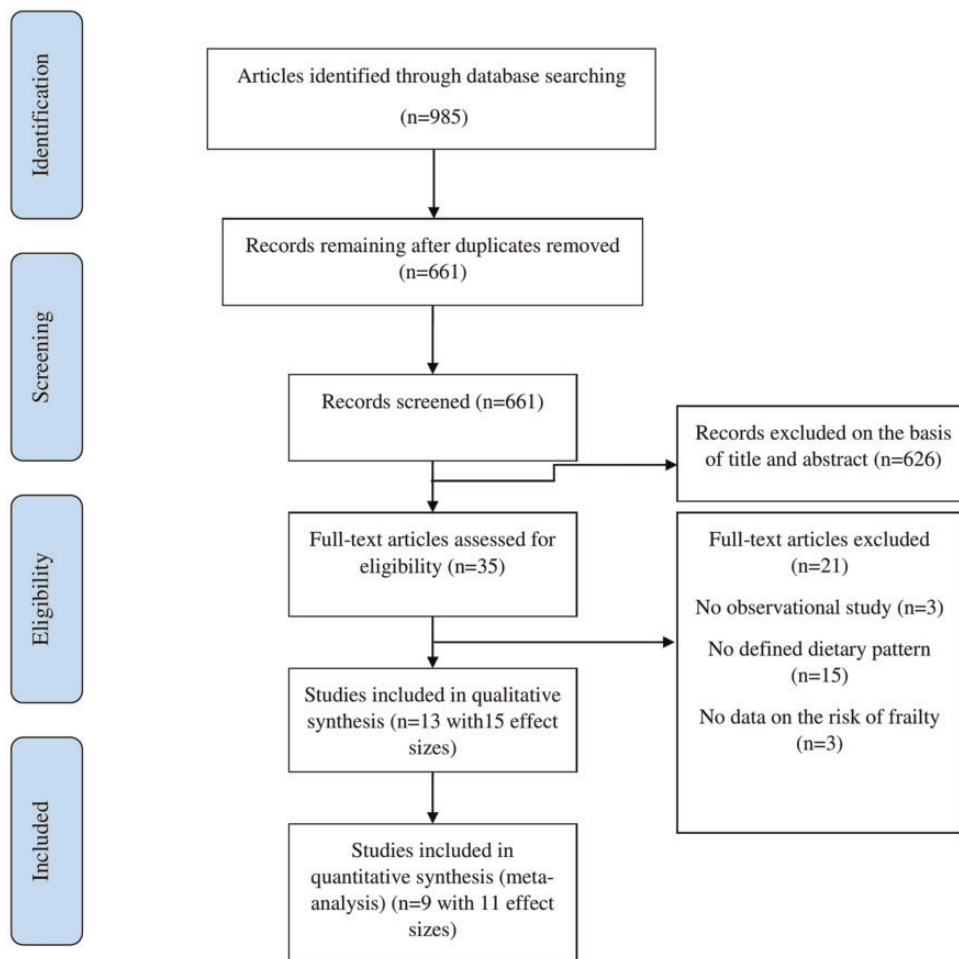 Identification
Articles identified through database searching
(n=985)
Records remaining after duplicates removed
(n=661)
Screening
Records screened (n=661)
Records excluded on the basis
of title and abstract (n=626)
Eligibility
Full-text articles assessed for
eligibility (n=35)
Full-text articles excluded
(n=21)
No observational study (n=3)
No defined dietary pattern
(n=15)
No data on the risk of frailty
(n=3)
Studies included in qualitative
synthesis (n=13 with15 effect
sizes)
Included
Studies included in
quantitative synthesis (meta-
analysis) (n=9 with 11 effect
sizes)